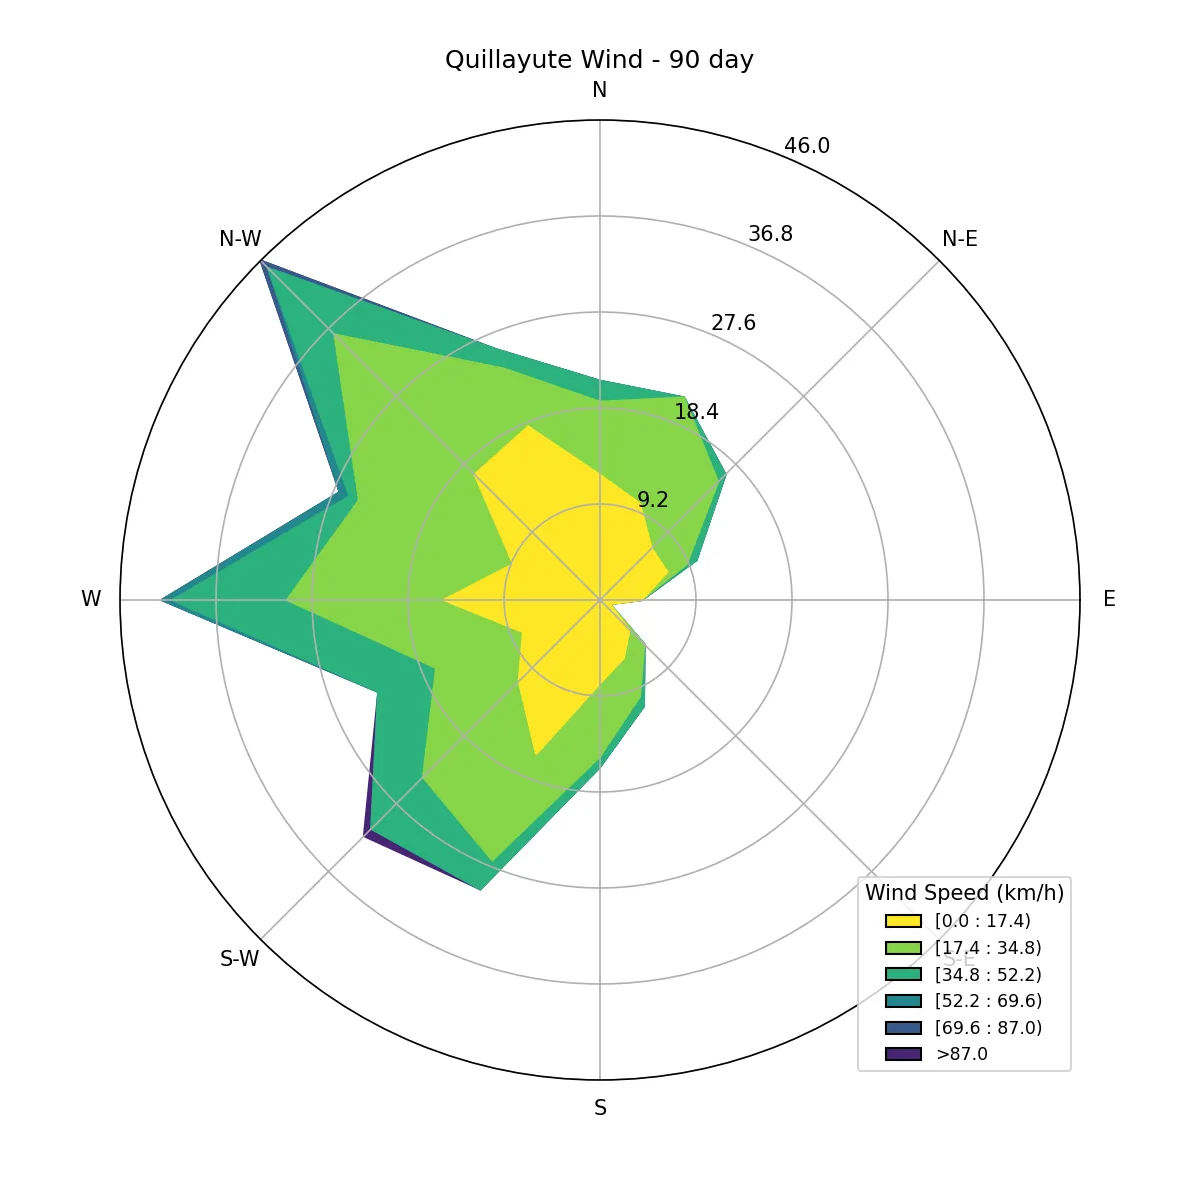 Quillayute Wind - 90 day
N
46.0
36.8
N-W
N-E
27.6
18.4
9.2
W
E
S-W
S-E
Wind Speed (km/h)
[0.0 : 17.4)
[17.4 : 34.8)
[34.8 : 52.2)
[52.2 : 69.6)
[69.6 : 87.0)
>87.0
S